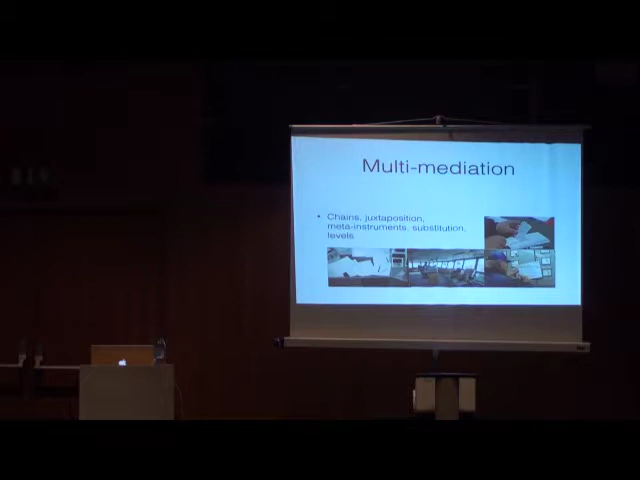 Multi-mediation
• Chains, juxtaposition,
meta-instruments, substitution,
levels